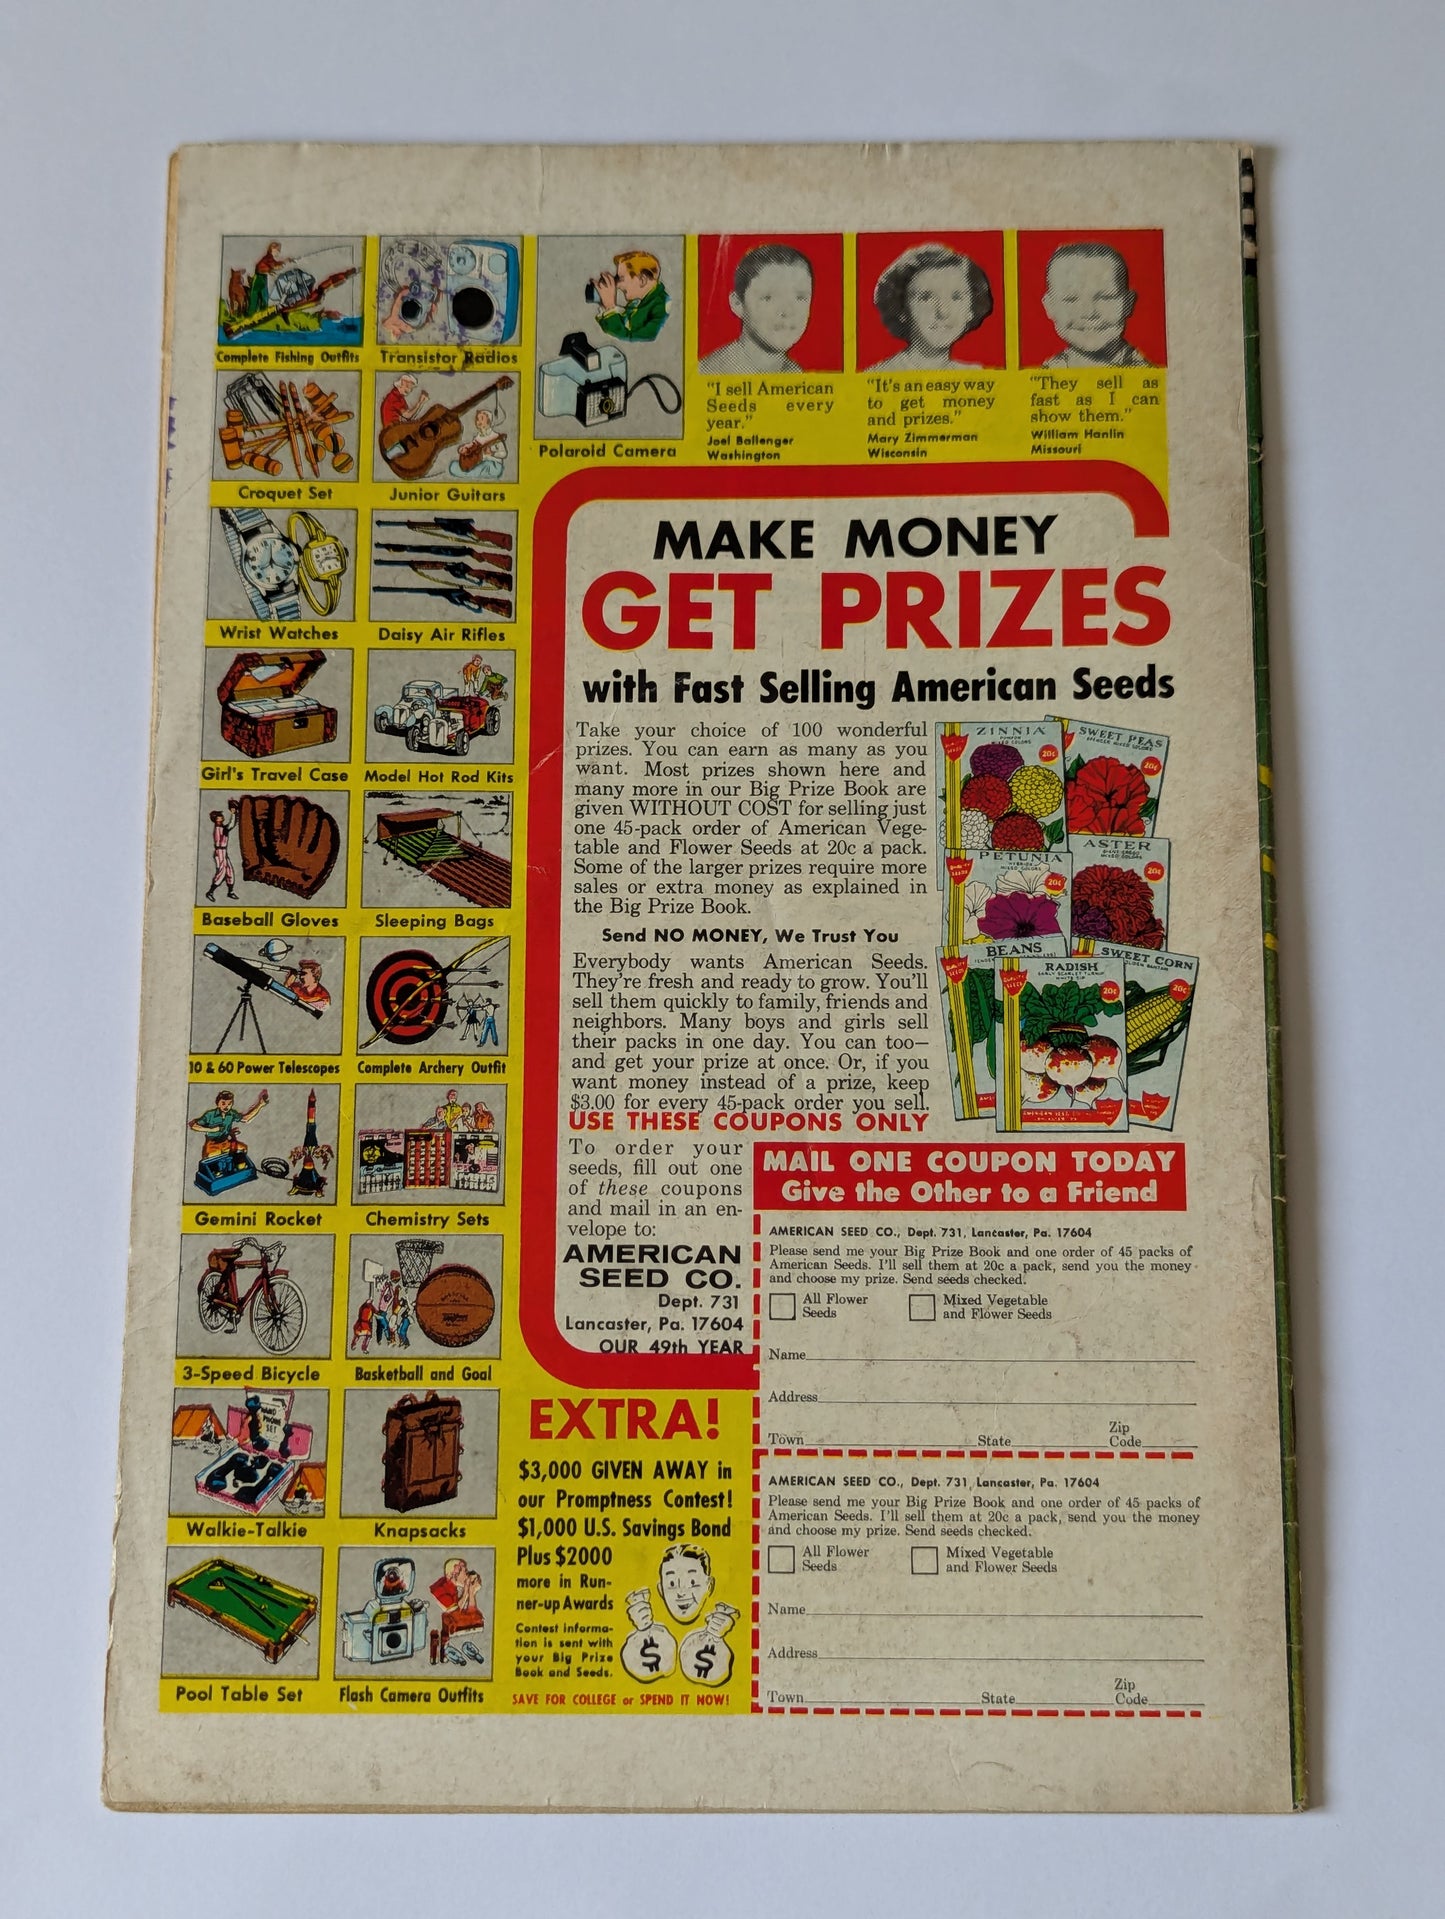 Complete Fishing Outfits
Transistor Radios
Polaroid Camera
Croquet Set
Junior Guitars
Wrist Watches
Daisy Air Rifles
Girl's Travel Case
Model Hot Rod Kits
Baseball Gloves
Sleeping Bags
10 & 60 Power Telescopes
Complete Archery Outfit
Gemini Rocket
Chemistry Sets
3-Speed Bicycle
Basketball and Goal
Walkie-Talkie
Knapsacks
Pool Table Set
Flash Camera Outfits
"I sell American
Seeds every
year."
Joel Ballenger
Washington
"It's an easy way
to get money
and prizes."
Mary Zimmerman
Wisconsin
"They sell as
fast as I can
show them."
William Hanlin
Missouri
MAKE MONEY
GET PRIZES
with Fast Selling American Seeds
Take your choice of 100 wonderful
prizes. You can earn as many as you
want. Most prizes shown here and
many more in our Big Prize Book are
given WITHOUT COST for selling just
one 45-pack order of American Vege-
table and Flower Seeds at 20c a pack.
Some of the larger prizes require more
sales or extra money as explained in
the Big Prize Book.
Send NO MONEY, We Trust You
Everybody wants American Seeds.
They're fresh and ready to grow. You'll
sell them quickly to family, friends and
neighbors. Many boys and girls sell
their packs in one day. You can too—
and get your prize at once. Or, if you
want money instead of a prize, keep
$3.00 for every 45-pack order you sell.
USE THESE COUPONS ONLY
To order your
seeds, fill out one
of these coupons
and mail in an en-
velope to:
AMERICAN
SEED CO.
Dept. 731
Lancaster, Pa. 17604
OUR 49th YEAR
ZINNIA
MIXED COLORS
20¢
SWEET PEAS
SPENCER MIXED COLORS
20¢
PETUNIA
MIXED COLORS
20¢
ASTER
MIXED COLORS
20¢
BEANS
RADISH
EARLY SCARLET TURNIP
WHITE TIP
20¢
SWEET CORN
GOLDEN BANTAM
20¢
MAIL ONE COUPON TODAY
Give the Other to a Friend
AMERICAN SEED CO., Dept. 731, Lancaster, Pa. 17604
Please send me your Big Prize Book and one order of 45 packs of
American Seeds. I'll sell them at 20c a pack, send you the money
and choose my prize. Send seeds checked.
All Flower
Seeds
Mixed Vegetable
and Flower Seeds
Name
Address
Town State Zip
Code
AMERICAN SEED CO., Dept. 731, Lancaster, Pa. 17604
Please send me your Big Prize Book and one order of 45 packs of
American Seeds. I'll sell them at 20c a pack, send you the money
and choose my prize. Send seeds checked.
All Flower
Seeds
Mixed Vegetable
and Flower Seeds
Name
Address
Town State Zip
Code
EXTRA!
$3,000 GIVEN AWAY in
our Promptness Contest!
$1,000 U.S. Savings Bond
Plus $2000
more in Run-
ner-up Awards
Contest informa-
tion is sent with
your Big Prize
Book and Seeds.
$ $
SAVE FOR COLLEGE or SPEND IT NOW!